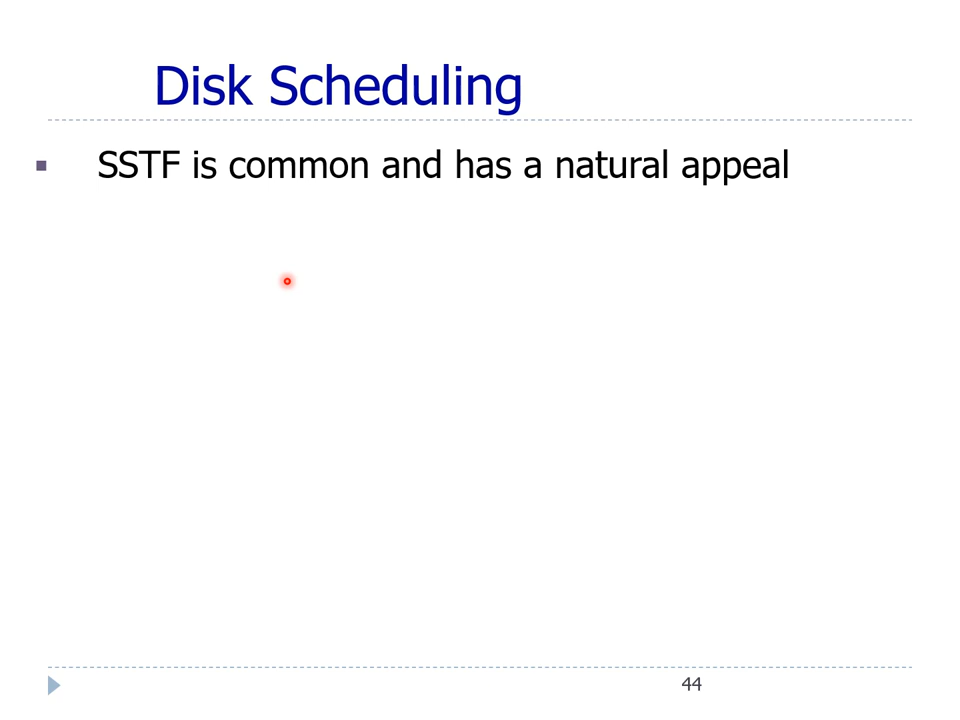 Disk Scheduling
▪ SSTF is common and has a natural appeal
44